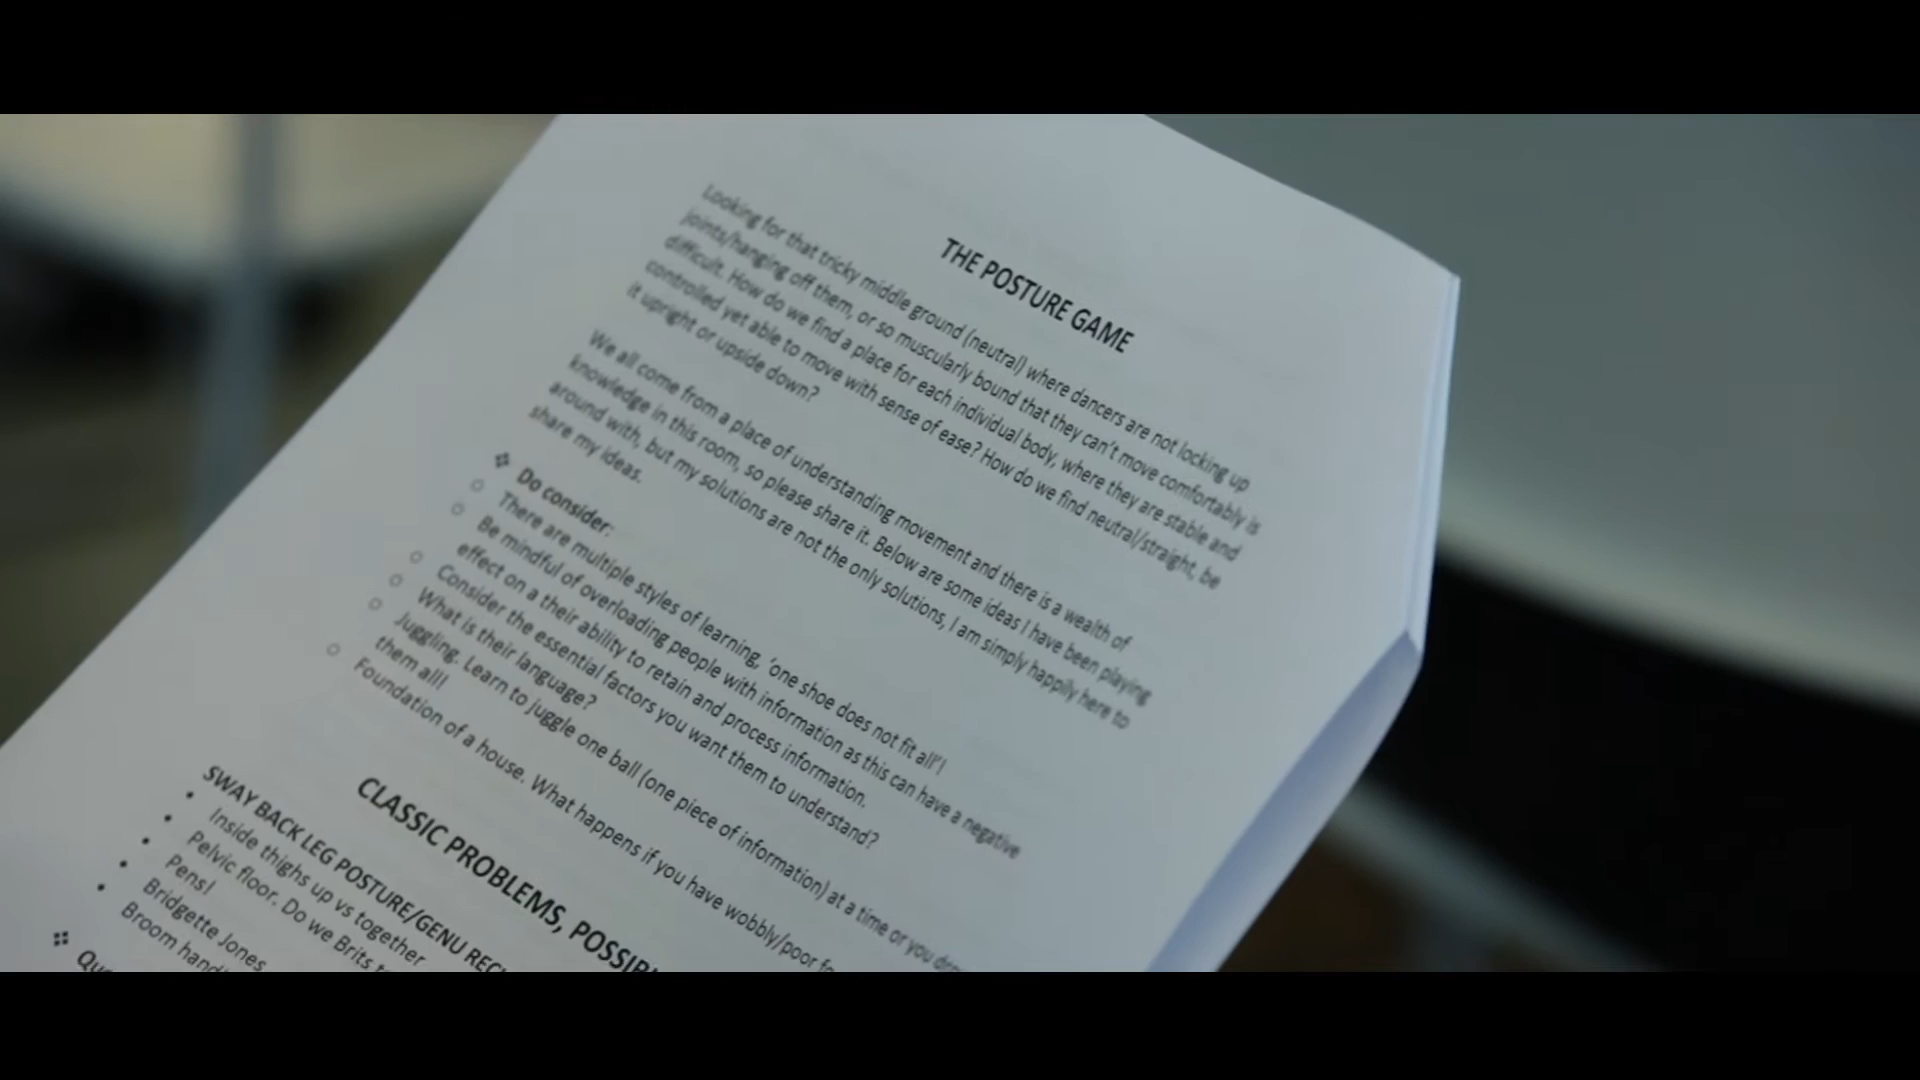 THE POSTURE GAME
Looking for that tricky middle ground (neutral) where dancers are not locking up
joints/hanging off them, or so muscularly bound that they can't move comfortably is
difficult. How do we find a place for each individual body, where they are stable and
controlled yet able to move with sense of ease? How do we find neutral/straight, be
it upright or upside down?
We all come from a place of understanding movement and there is a wealth of
knowledge in this room, so please share it. Below are some ideas I have been playing
around with, but my solutions are not the only solutions, I am simply happily here to
share my ideas.
❖ Do consider:
○ There are multiple styles of learning, 'one shoe does not fit all'!
○ Be mindful of overloading people with information as this can have a negative
effect on a their ability to retain and process information.
○ Consider the essential factors you want them to understand?
○ What is their language?
○ Juggling. Learn to juggle one ball (one piece of information) at a time or you
them all!
○ Foundation of a house. What happens if you have wobbly/poor
CLASSIC PROBLEMS,
SWAY BACK LEG POSTURE/GENU
• Inside thighs up vs together
• Pelvic floor. Do we Brits
• Pens!
• Bridgette Jones
• Broom